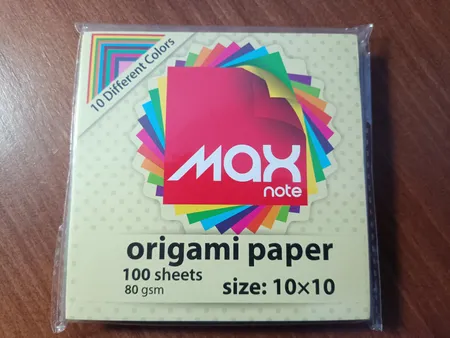 10 Different Colors
max
note
origami paper
100 sheets
80 gsm
size: 10×10